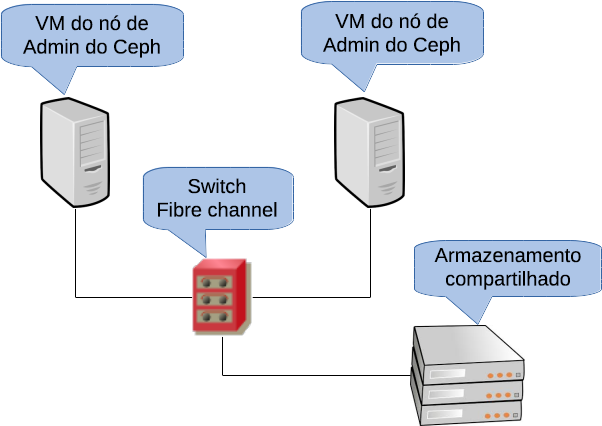 VM do nó de
Admin do Ceph
VM do nó de
Admin do Ceph
Switch
Fibre channel
Armazenamento
compartilhado